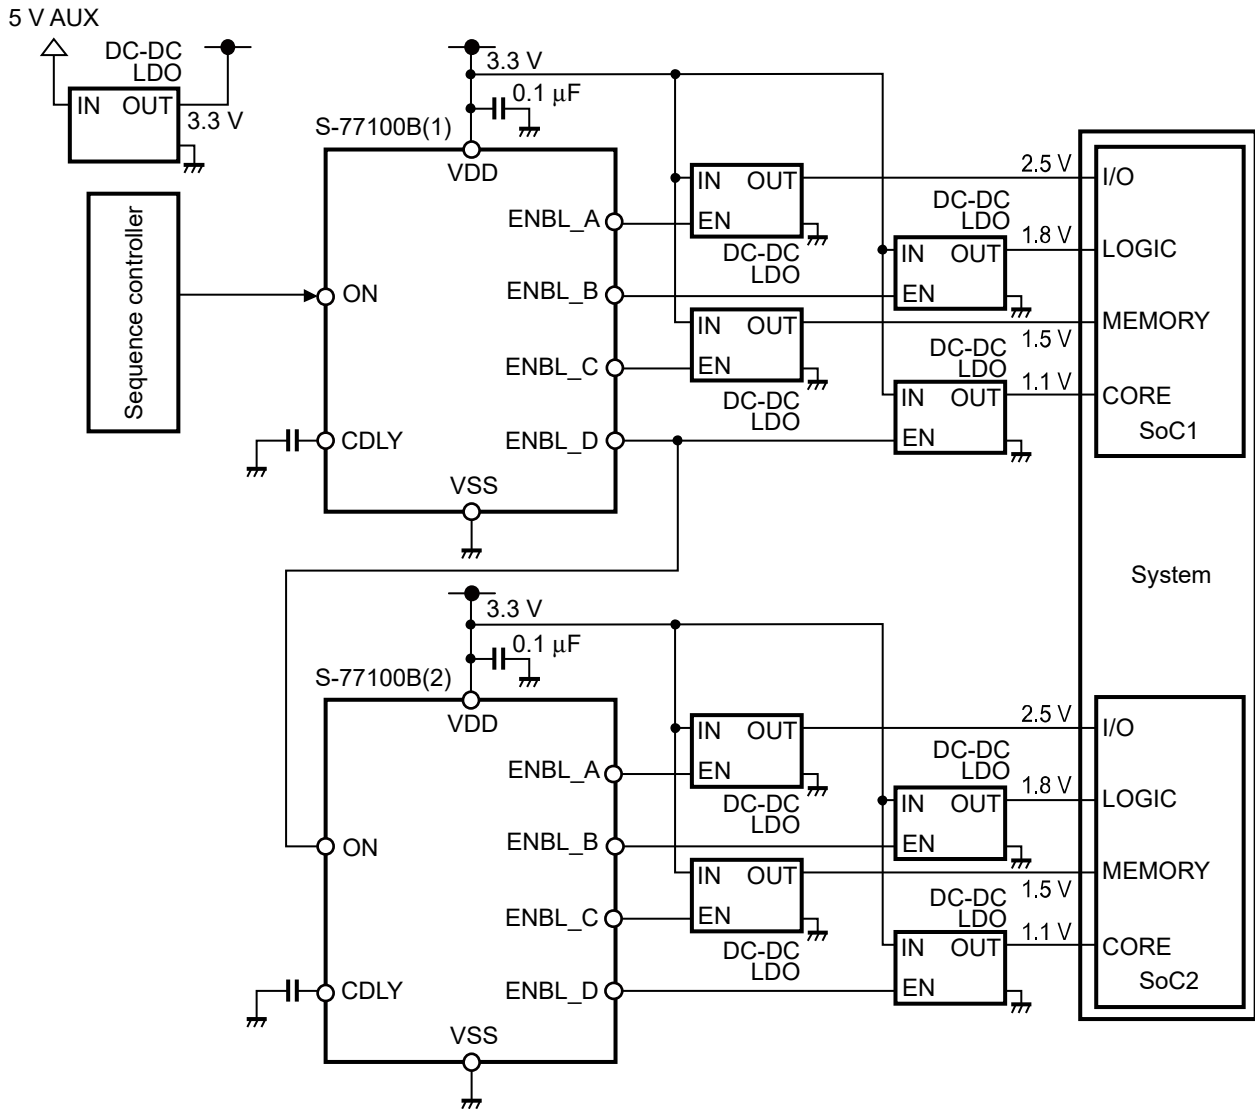 5 V AUX
DC-DC
LDO
IN OUT
3.3 V
Sequence controller
3.3 V
0.1 μF
S-77100B(1)
VDD
ENBL_A
ON
ENBL_B
ENBL_C
CDLY
ENBL_D
VSS
IN OUT
EN
DC-DC
LDO
DC-DC
LDO
IN OUT
EN
IN OUT
EN
DC-DC
LDO
DC-DC
LDO
IN OUT
EN
2.5 V
1.8 V
1.5 V
1.1 V
I/O
LOGIC
MEMORY
CORE
SoC1
System
3.3 V
0.1 μF
S-77100B(2)
VDD
ENBL_A
ON
ENBL_B
ENBL_C
CDLY
ENBL_D
VSS
IN OUT
EN
DC-DC
LDO
DC-DC
LDO
IN OUT
EN
IN OUT
EN
DC-DC
LDO
DC-DC
LDO
IN OUT
EN
2.5 V
1.8 V
1.5 V
1.1 V
I/O
LOGIC
MEMORY
CORE
SoC2